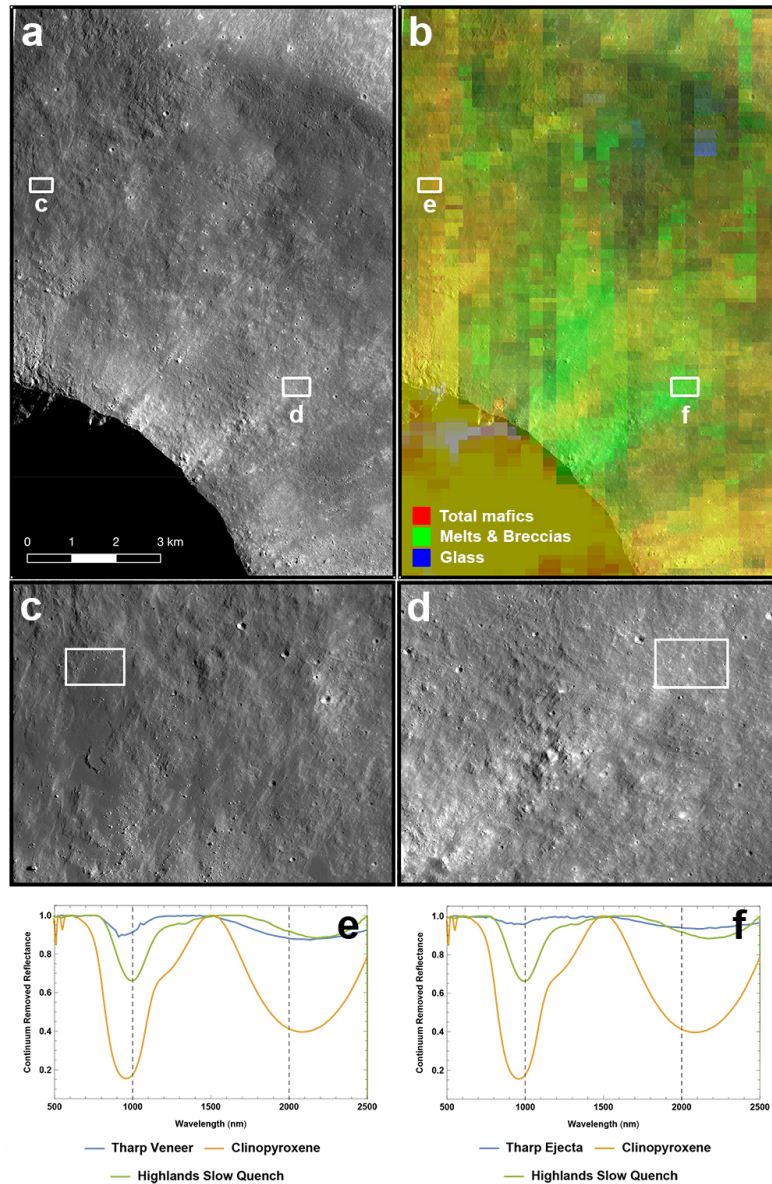 a
c
d
0 1 2 3 km
b
e
f
Total mafics
Melts & Breccias
Glass
c
d
e
Continuum Removed Reflectance
1.0
0.8
0.6
0.4
0.2
500 1000 1500 2000 2500
Wavelength (nm)
Tharp Veneer Clinopyroxene
Highlands Slow Quench
f
Continuum Removed Reflectance
1.0
0.8
0.6
0.4
0.2
500 1000 1500 2000 2500
Wavelength (nm)
Tharp Ejecta Clinopyroxene
Highlands Slow Quench